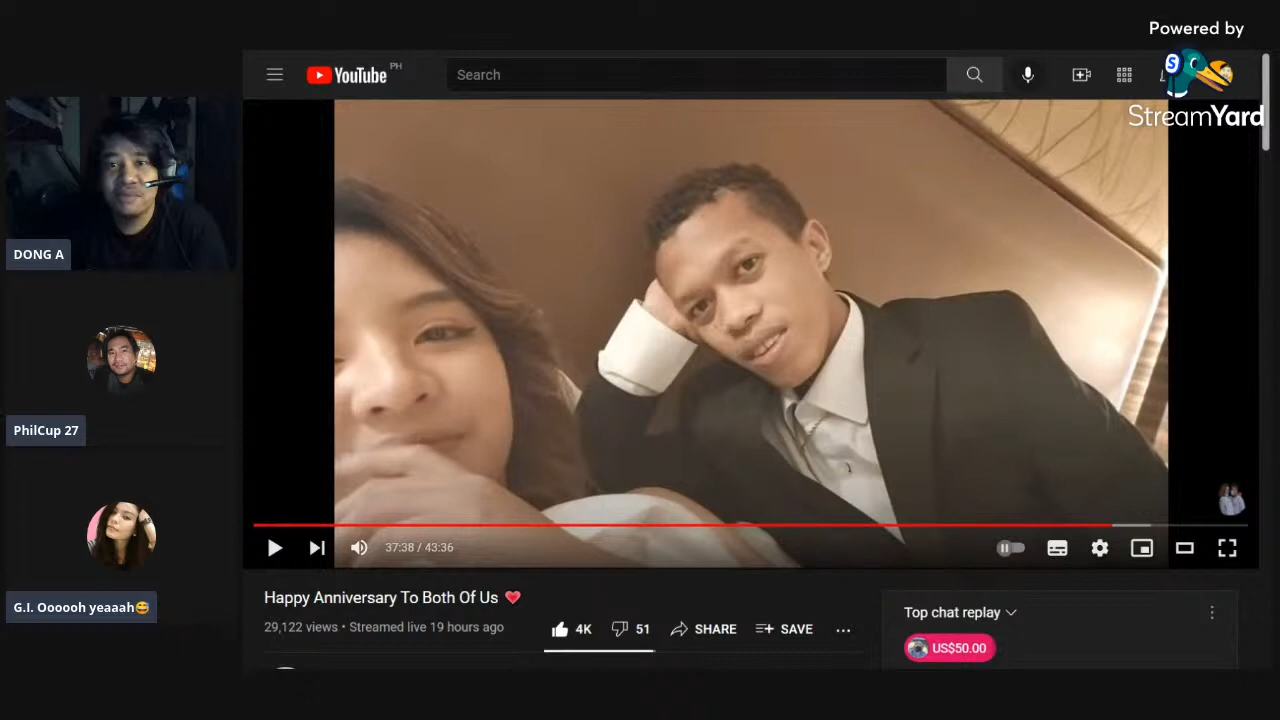 Powered by
StreamYard
YouTube PH
Search
DONG A
PhilCup 27
G.I. Oooooh yeaaah😅
37:38 / 43:36
Happy Anniversary To Both Of Us ❤️
29,122 views • Streamed live 19 hours ago
4K
51
SHARE
SAVE
Top chat replay
US$50.00